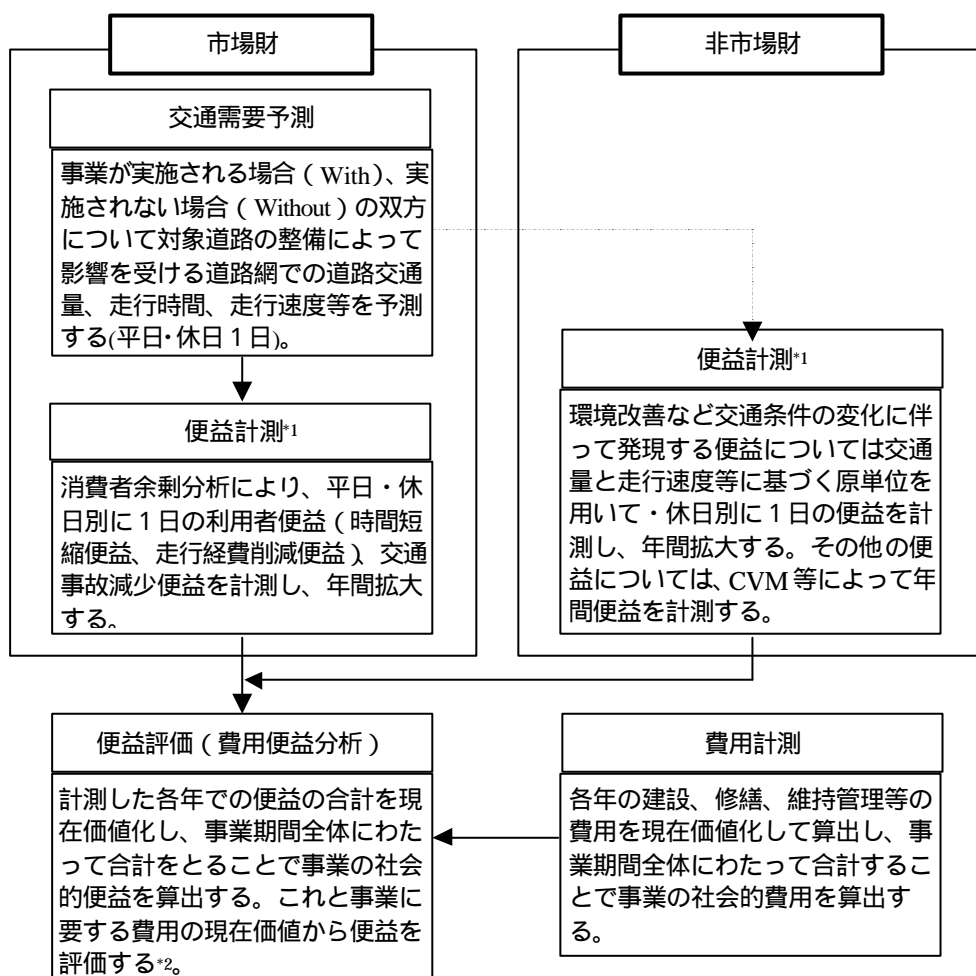 市場財
交通需要予測
事業が実施される場合（With）、実
施されない場合（Without）の双方
について対象道路の整備によって
影響を受ける道路網での道路交通
量、走行時間、走行速度等を予測
する(平日・休日１日)。
便益計測*1
消費者余剰分析により、平日・休
日別に１日の利用者便益（時間短
縮便益、走行経費削減便益）、交通
事故減少便益を計測し、年間拡大
する。
非市場財
便益計測*1
環境改善など交通条件の変化に伴
って発現する便益については交通
量と走行速度等に基づく原単位を
用いて・休日別に１日の便益を計
測し、年間拡大する。その他の便
益については、CVM 等によって年
間便益を計測する。
便益評価（費用便益分析）
計測した各年での便益の合計を現
在価値化し、事業期間全体にわた
って合計をとることで事業の社会
的便益を算出する。これと事業に
要する費用の現在価値から便益を
評価する*2。
費用計測
各年の建設、修繕、維持管理等の
費用を現在価値化して算出し、事
業期間全体にわたって合計するこ
とで事業の社会的費用を算出す
る。